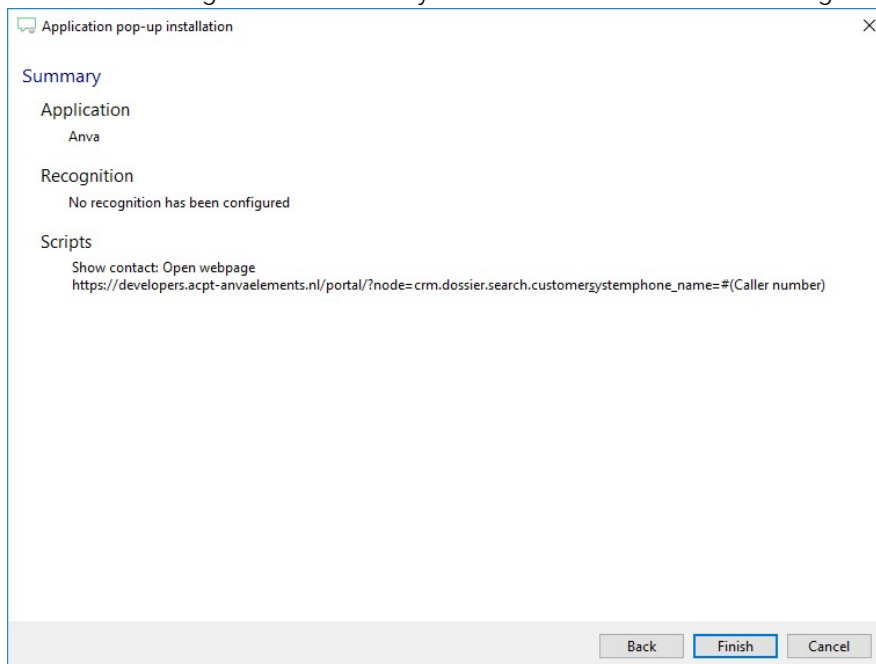 Application pop-up installation
Summary
Application
Anva
Recognition
No recognition has been configured
Scripts
Show contact: Open webpage
https://developers.acpt-anvaelements.nl/portal/?node=crm.dossier.search.customersystemphone_name=#(Caller number)
Back Finish Cancel